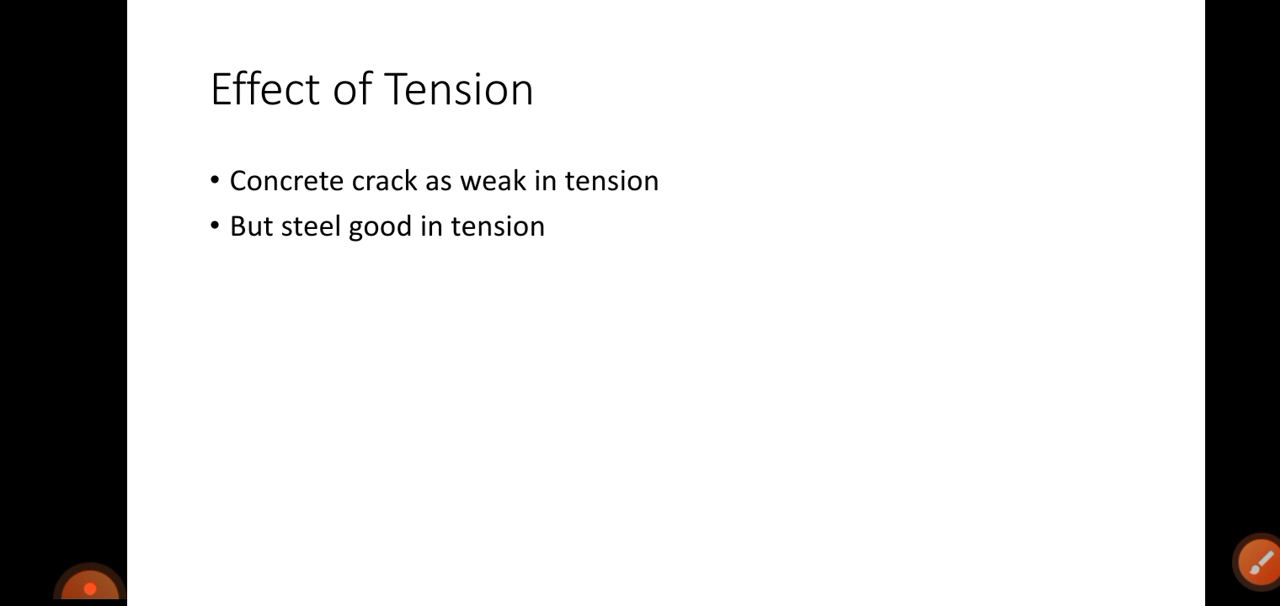 Effect of Tension
• Concrete crack as weak in tension
• But steel good in tension